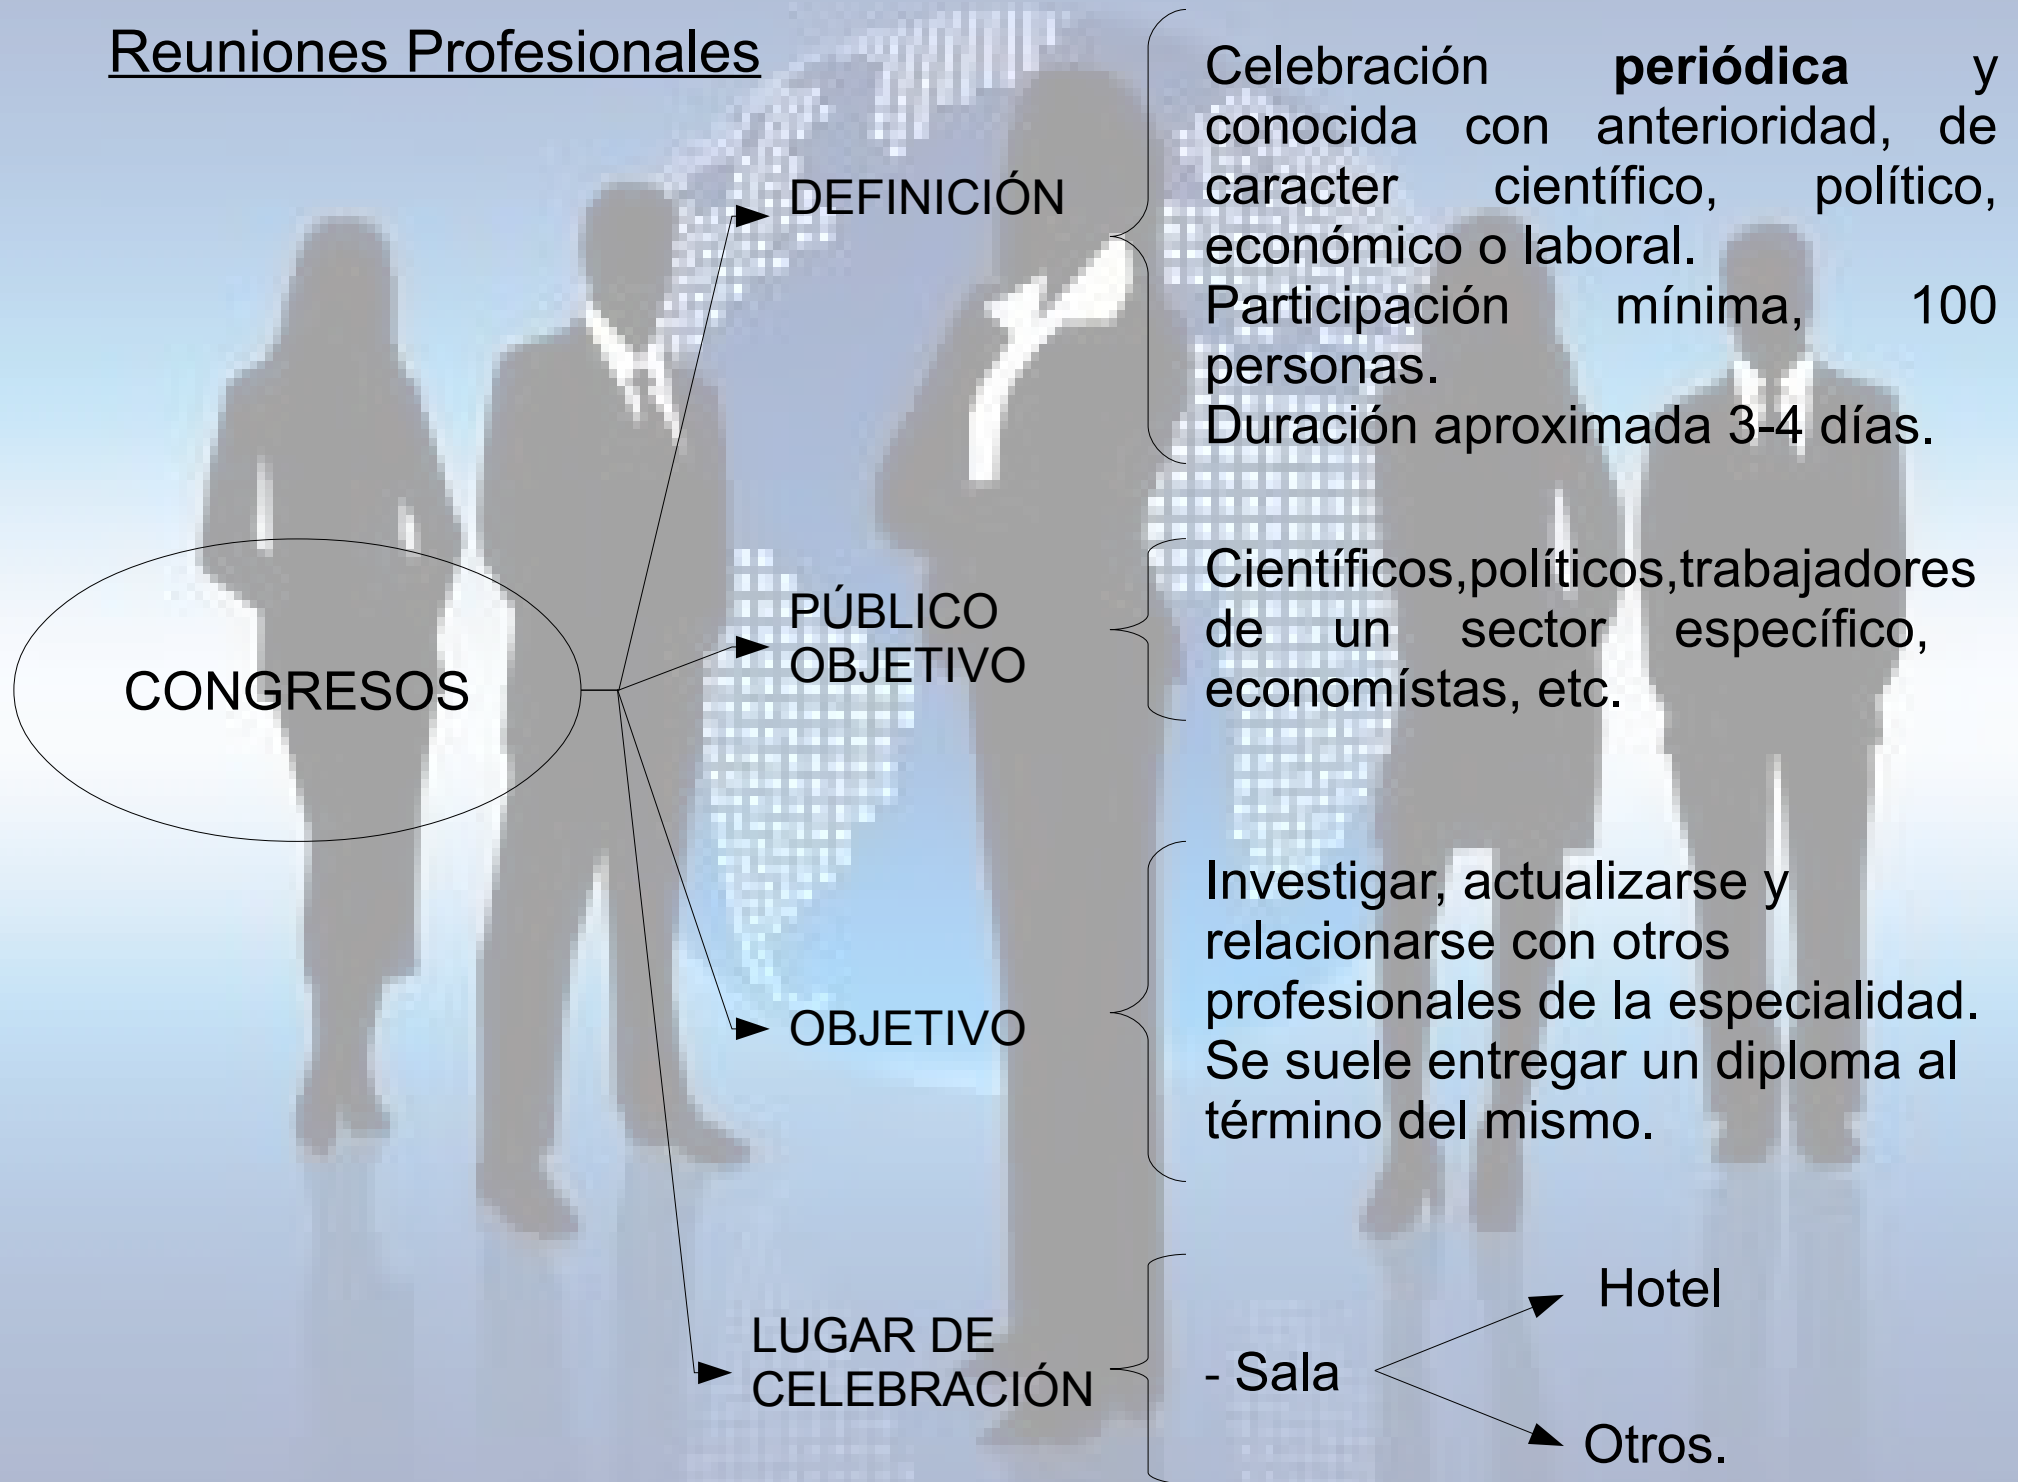 Reuniones Profesionales
CONGRESOS
DEFINICIÓN
Celebración periódica y
conocida con anterioridad, de
caracter científico, político,
económico o laboral.
Participación mínima, 100
personas.
Duración aproximada 3-4 días.
PÚBLICO
OBJETIVO
Científicos,políticos,trabajadores
de un sector específico,
economístas, etc.
OBJETIVO
Investigar, actualizarse y
relacionarse con otros
profesionales de la especialidad.
Se suele entregar un diploma al
término del mismo.
LUGAR DE
CELEBRACIÓN
- Sala
Hotel
Otros.